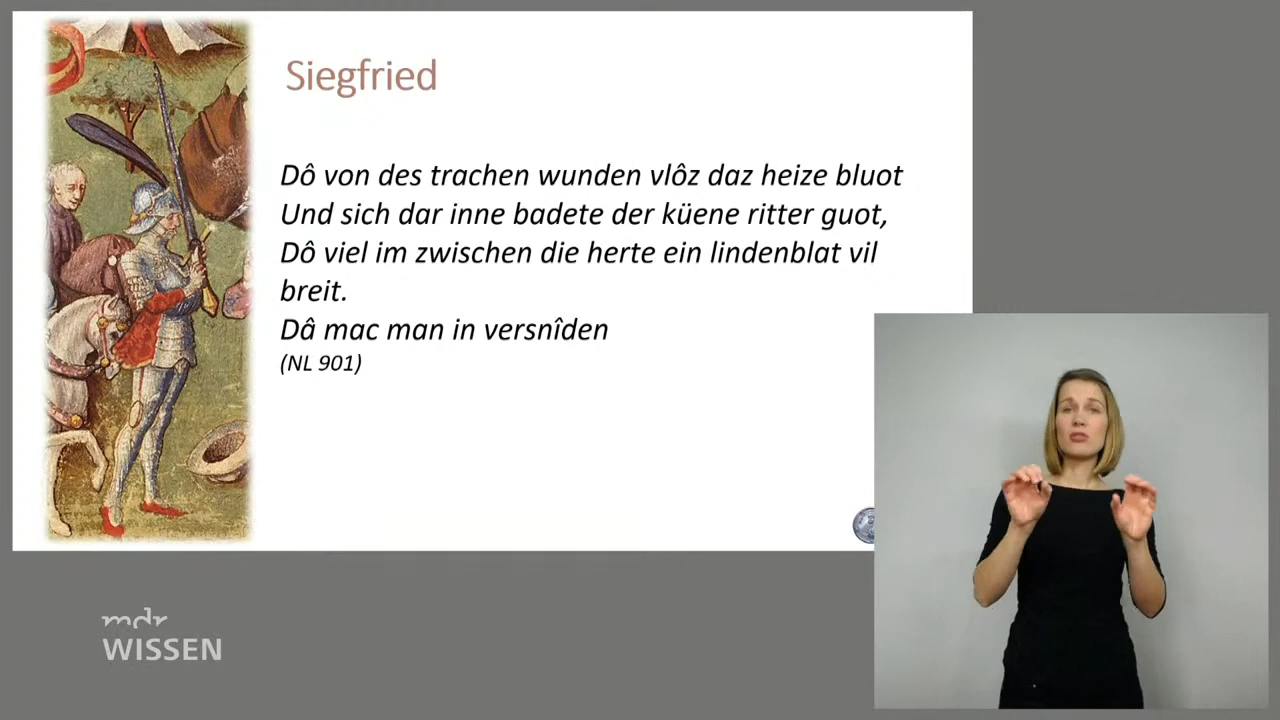 Siegfried
Dô von des trachen wunden vlôz daz heize bluot
Und sich dar inne badete der küene ritter guot,
Dô viel im zwischen die herte ein lindenblat vil
breit.
Dâ mac man in versnîden
(NL 901)
mdr
WISSEN